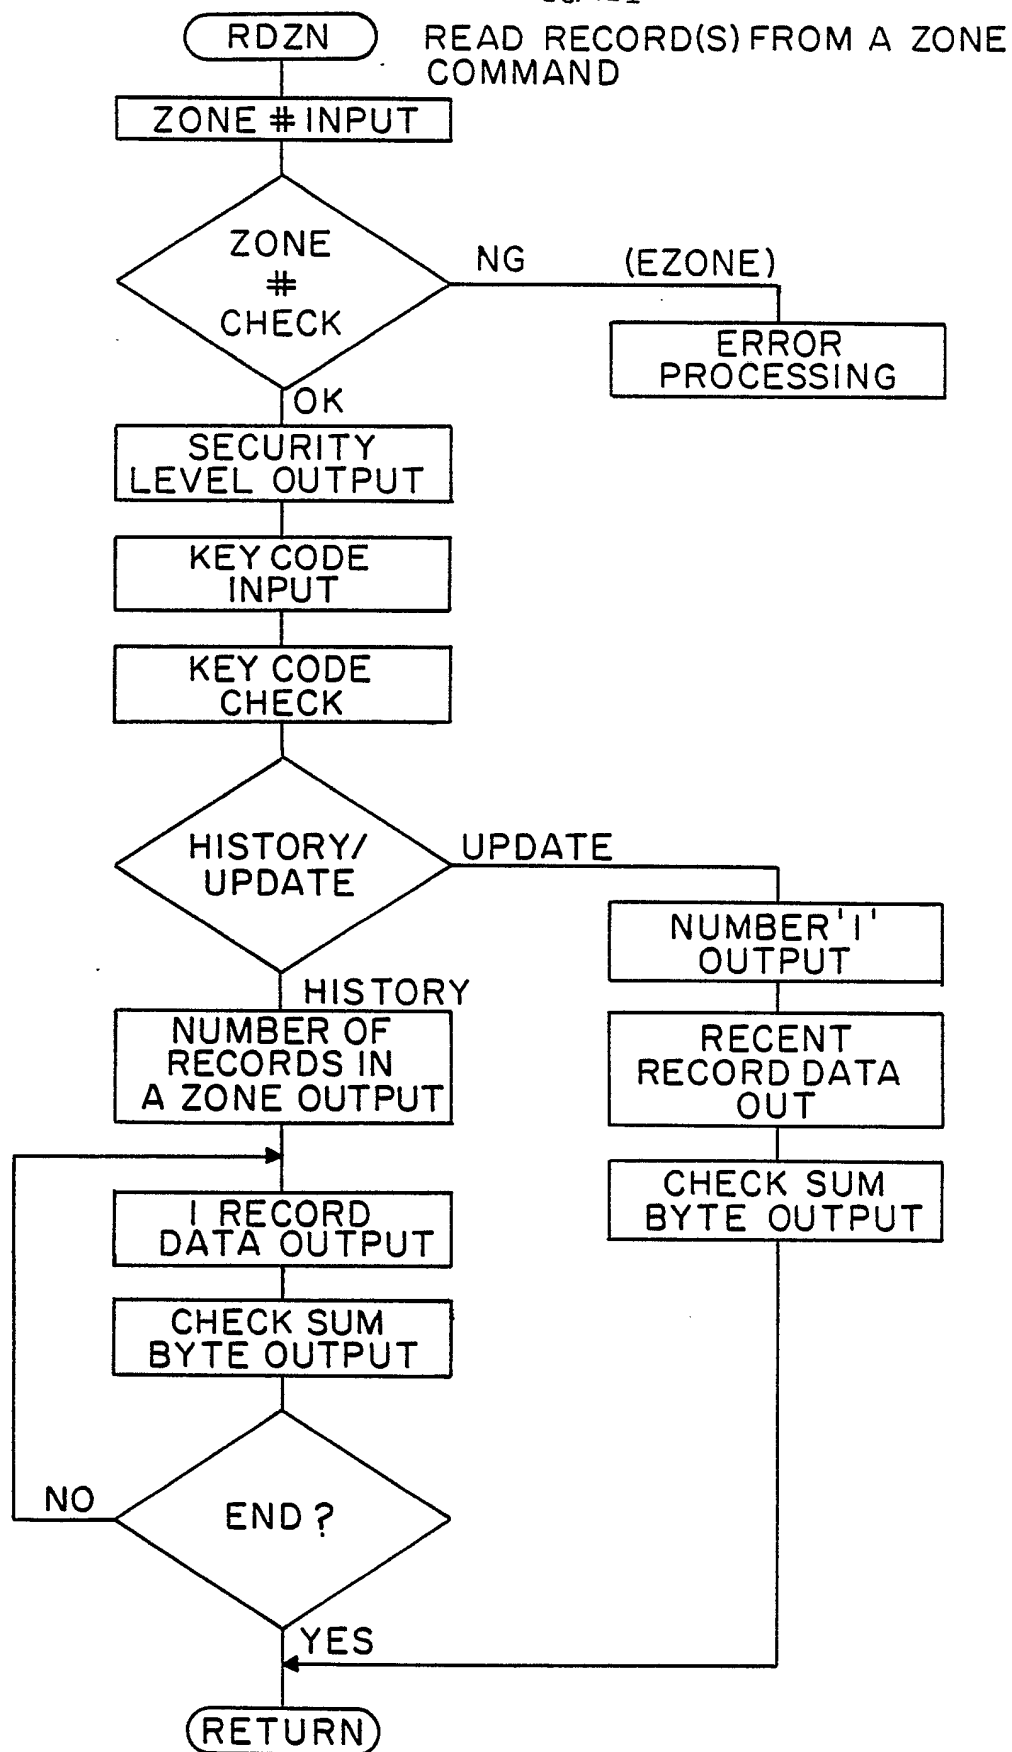 RDZN
READ RECORD(S) FROM A ZONE
COMMAND
ZONE # INPUT
ZONE
#
CHECK
NG
(EZONE)
ERROR
PROCESSING
OK
SECURITY
LEVEL OUTPUT
KEY CODE
INPUT
KEY CODE
CHECK
HISTORY/
UPDATE
UPDATE
NUMBER '1'
OUTPUT
RECENT
RECORD DATA
OUT
CHECK SUM
BYTE OUTPUT
HISTORY
NUMBER OF
RECORDS IN
A ZONE OUTPUT
1 RECORD
DATA OUTPUT
CHECK SUM
BYTE OUTPUT
END ?
NO
YES
RETURN